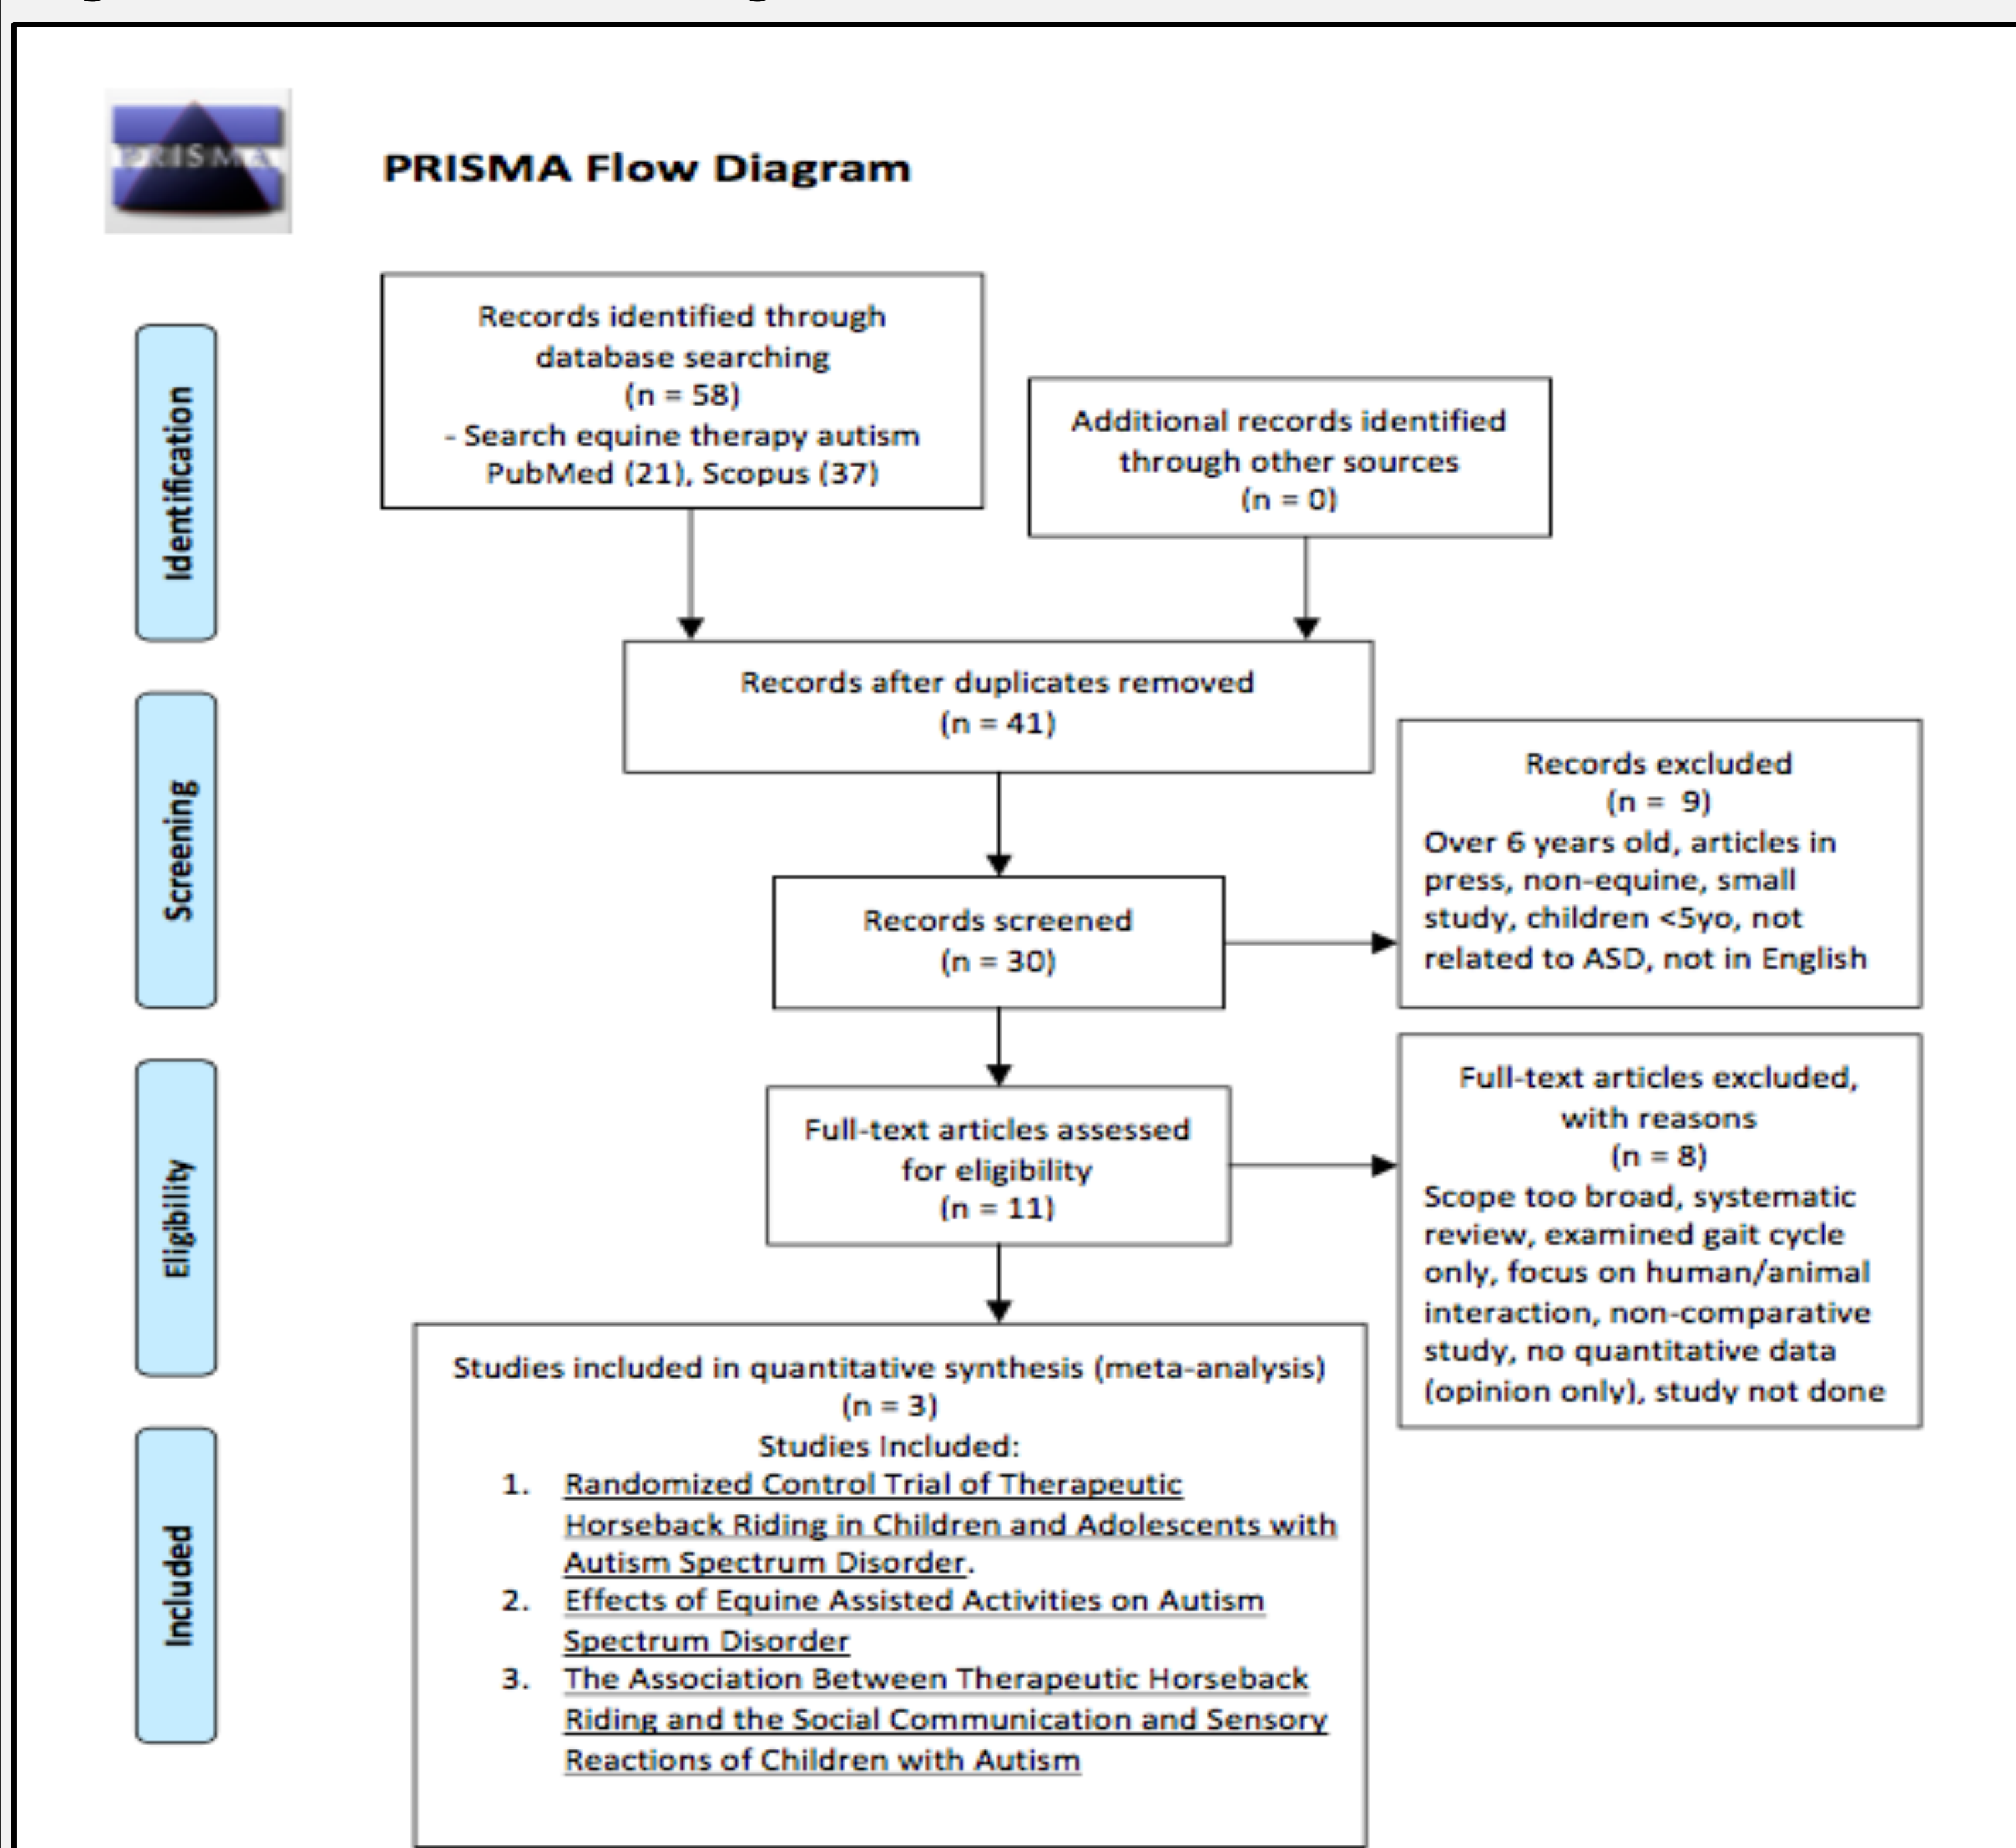 PRISMA
PRISMA Flow Diagram
Identification
Records identified through
database searching
(n = 58)
- Search equine therapy autism
PubMed (21), Scopus (37)
Additional records identified
through other sources
(n = 0)
Records after duplicates removed
(n = 41)
Screening
Records excluded
(n = 9)
Over 6 years old, articles in
press, non-equine, small
study, children <5yo, not
related to ASD, not in English
Records screened
(n = 30)
Eligibility
Full-text articles assessed
for eligibility
(n = 11)
Full-text articles excluded,
with reasons
(n = 8)
Scope too broad, systematic
review, examined gait cycle
only, focus on human/animal
interaction, non-comparative
study, no quantitative data
(opinion only), study not done
Included
Studies included in quantitative synthesis (meta-analysis)
(n = 3)
Studies Included:
1. Randomized Control Trial of Therapeutic
Horseback Riding in Children and Adolescents with
Autism Spectrum Disorder.
2. Effects of Equine Assisted Activities on Autism
Spectrum Disorder
3. The Association Between Therapeutic Horseback
Riding and the Social Communication and Sensory
Reactions of Children with Autism